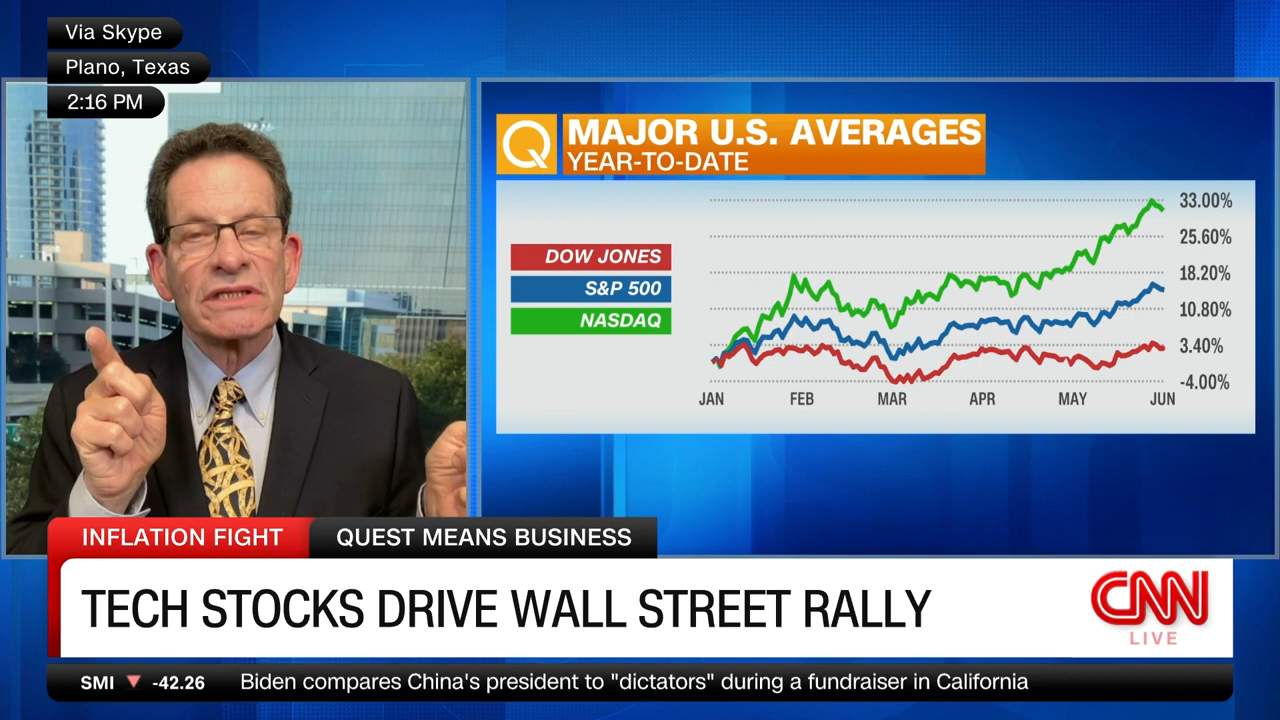 Via Skype
Plano, Texas
2:16 PM
Q
MAJOR U.S. AVERAGES
YEAR-TO-DATE
DOW JONES
S&P 500
NASDAQ
33.00%
25.60%
18.20%
10.80%
3.40%
-4.00%
JAN FEB MAR APR MAY JUN
INFLATION FIGHT QUEST MEANS BUSINESS
TECH STOCKS DRIVE WALL STREET RALLY
CNN
LIVE
SMI ▼ -42.26 Biden compares China's president to "dictators" during a fundraiser in California